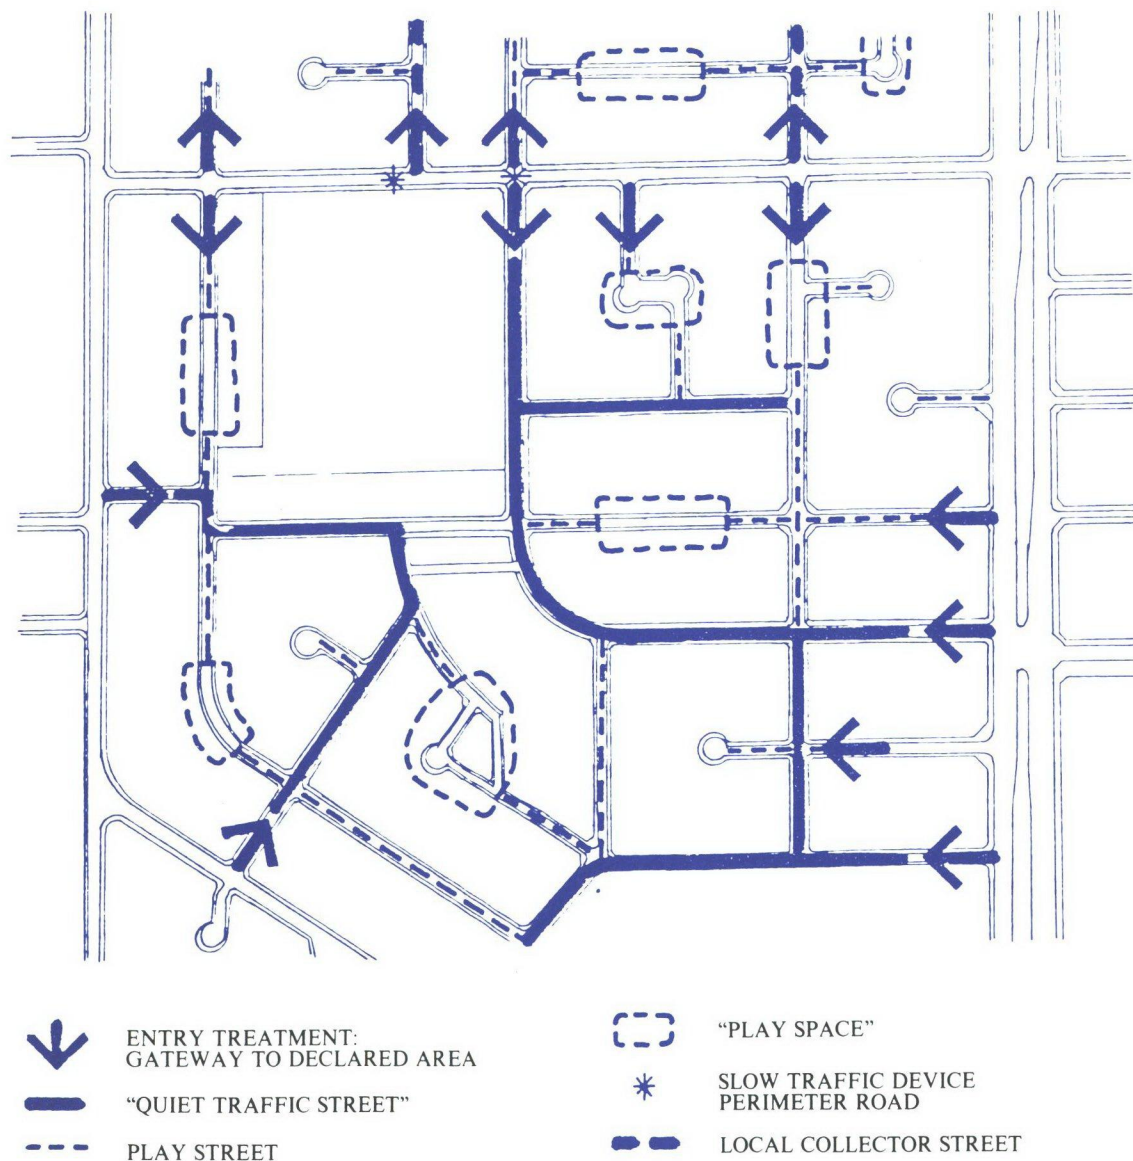 ENTRY TREATMENT:
GATEWAY TO DECLARED AREA
"QUIET TRAFFIC STREET"
PLAY STREET
"PLAY SPACE"
SLOW TRAFFIC DEVICE
PERIMETER ROAD
LOCAL COLLECTOR STREET